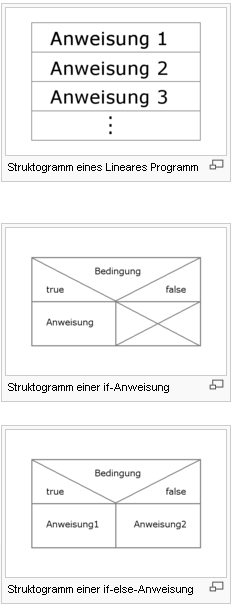 Anweisung 1
Anweisung 2
Anweisung 3
⋮
Struktogramm eines Lineares Programm
Bedingung
true false
Anweisung
Struktogramm einer if-Anweisung
Bedingung
true false
Anweisung1 Anweisung2
Struktogramm einer if-else-Anweisung